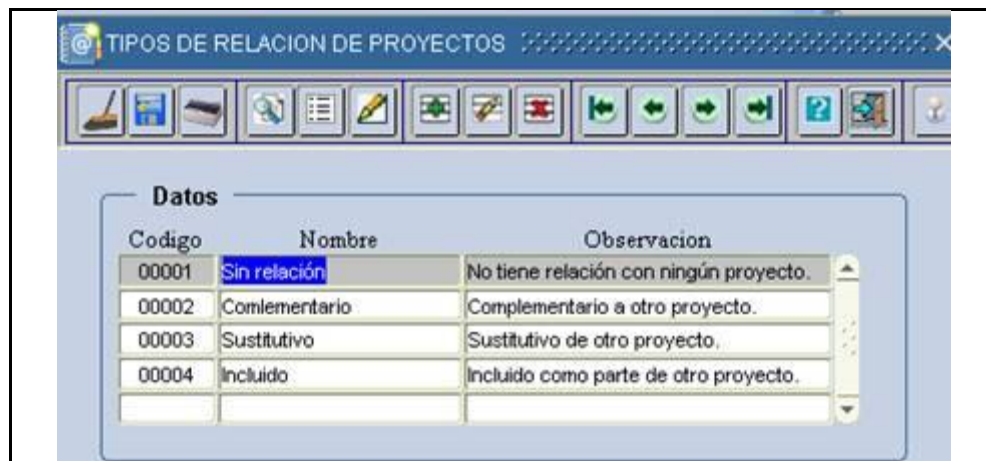 TIPOS DE RELACION DE PROYECTOS
Datos
Codigo Nombre Observacion
00001 Sin relación No tiene relación con ningún proyecto.
00002 Comlementario Complementario a otro proyecto.
00003 Sustitutivo Sustitutivo de otro proyecto.
00004 Incluido Incluido como parte de otro proyecto.